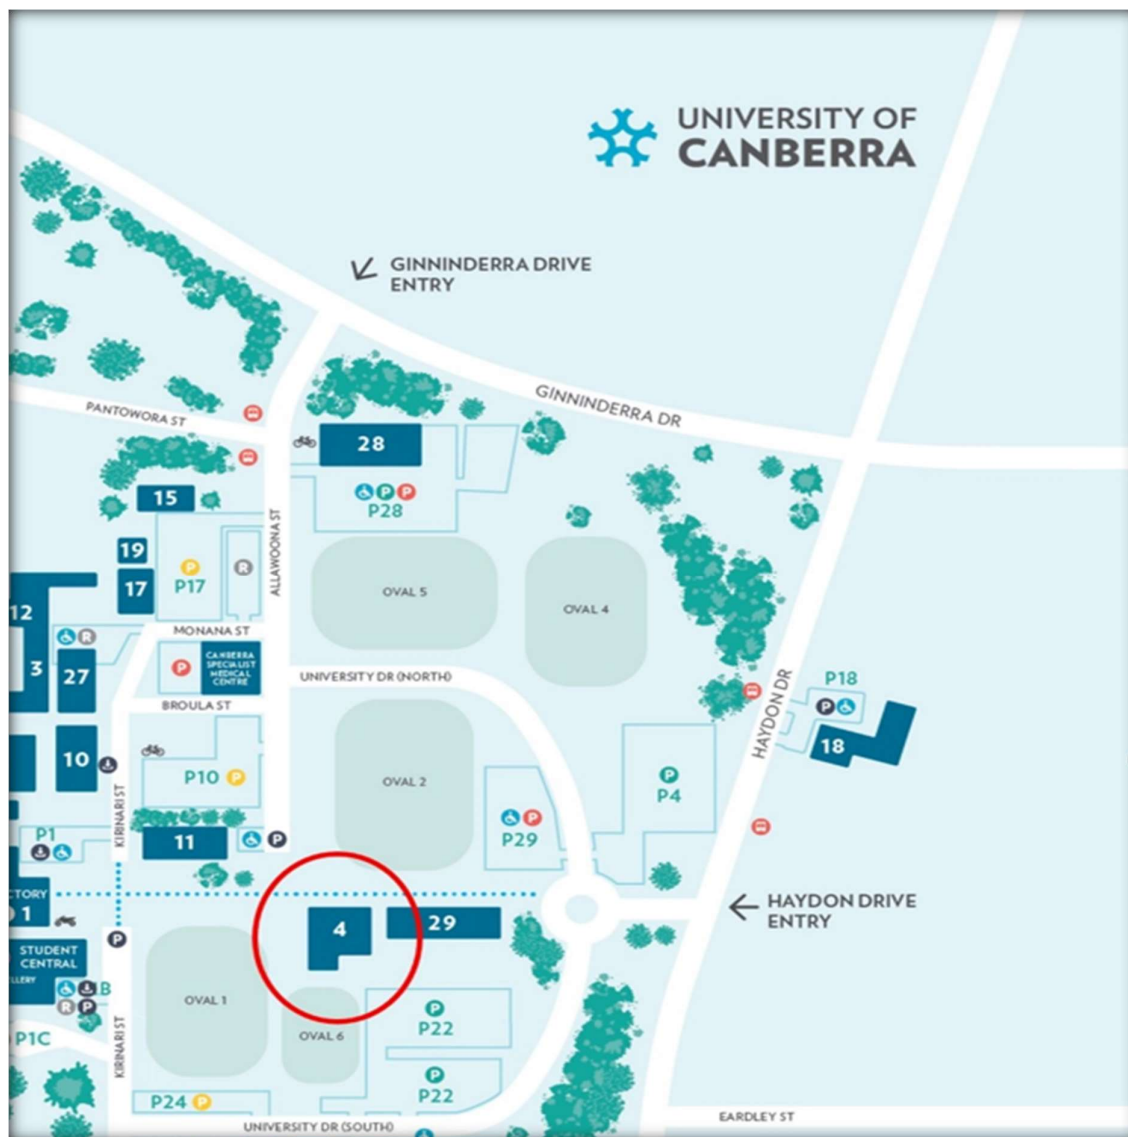 UNIVERSITY OF
CANBERRA
GINNINDERRA DRIVE
ENTRY
GINNINDERRA DR
PANTOWORA ST
28
P
P
P28
15
ALLAWOONA ST
19
P
R
17
P17
OVAL 5
OVAL 4
12
MONANA ST
R
3
27
P
CANBERRA
SPECIALIST
MEDICAL
CENTRE
UNIVERSITY DR (NORTH)
BROULA ST
HAYDON DR
P18
P
18
10
P10
P
OVAL 2
P
P4
KIRINARI ST
P
P29
P1
11
P
CTORY
1
4
29
HAYDON DRIVE
ENTRY
P
STUDENT
CENTRAL
LLERY
B
R
P
OVAL 1
P
P22
OVAL 6
P1C
KIRINARI ST
P
P22
P24
P
UNIVERSITY DR (SOUTH)
EARDLEY ST